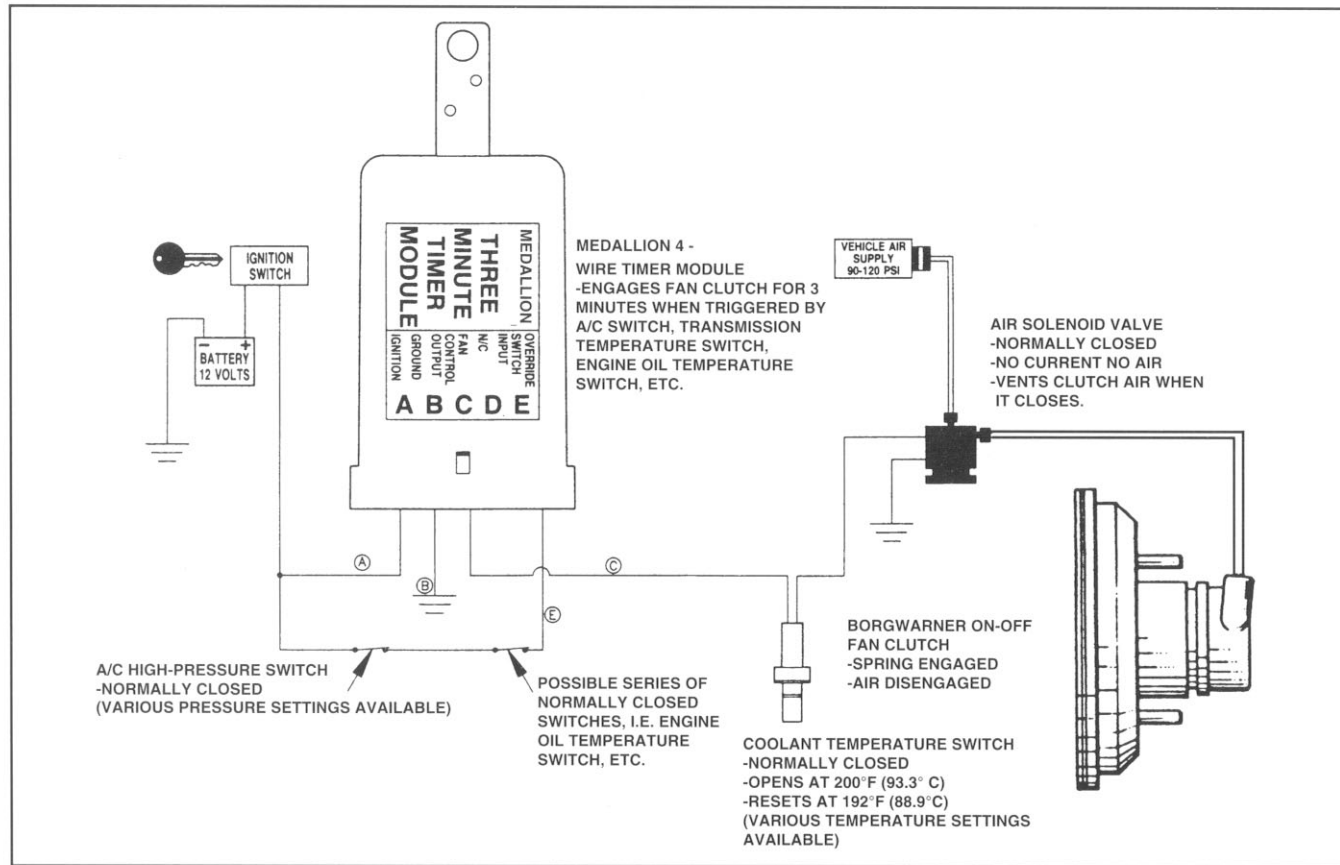 IGNITION
SWITCH
−
+
BATTERY
12 VOLTS
MEDALLION
THREE
MINUTE
TIMER
MODULE
OVERRIDE
SWITCH
INPUT
N/C
FAN
CONTROL
OUTPUT
GROUND
IGNITION
A B C D E
MEDALLION 4 -
WIRE TIMER MODULE
-ENGAGES FAN CLUTCH FOR 3
MINUTES WHEN TRIGGERED BY
A/C SWITCH, TRANSMISSION
TEMPERATURE SWITCH,
ENGINE OIL TEMPERATURE
SWITCH, ETC.
VEHICLE AIR
SUPPLY
90-120 PSI
AIR SOLENOID VALVE
-NORMALLY CLOSED
-NO CURRENT NO AIR
-VENTS CLUTCH AIR WHEN
IT CLOSES.
A
B
C
E
A/C HIGH-PRESSURE SWITCH
-NORMALLY CLOSED
(VARIOUS PRESSURE SETTINGS AVAILABLE)
POSSIBLE SERIES OF
NORMALLY CLOSED
SWITCHES, I.E. ENGINE
OIL TEMPERATURE
SWITCH, ETC.
BORGWARNER ON-OFF
FAN CLUTCH
-SPRING ENGAGED
-AIR DISENGAGED
COOLANT TEMPERATURE SWITCH
-NORMALLY CLOSED
-OPENS AT 200°F (93.3° C)
-RESETS AT 192°F (88.9°C)
(VARIOUS TEMPERATURE SETTINGS
AVAILABLE)